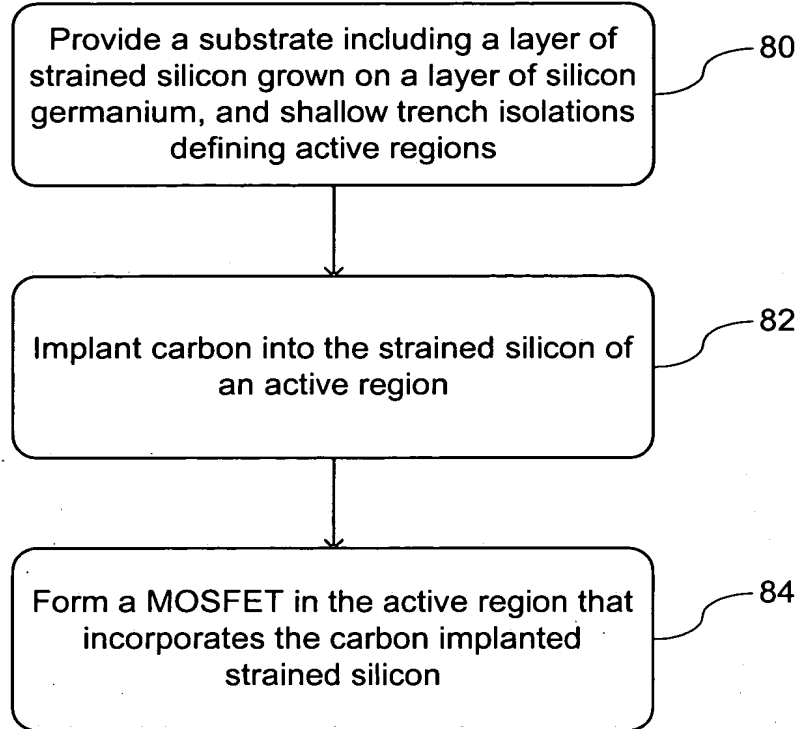 Provide a substrate including a layer of
strained silicon grown on a layer of silicon
germanium, and shallow trench isolations
defining active regions
80
Implant carbon into the strained silicon of
an active region
82
Form a MOSFET in the active region that
incorporates the carbon implanted
strained silicon
84